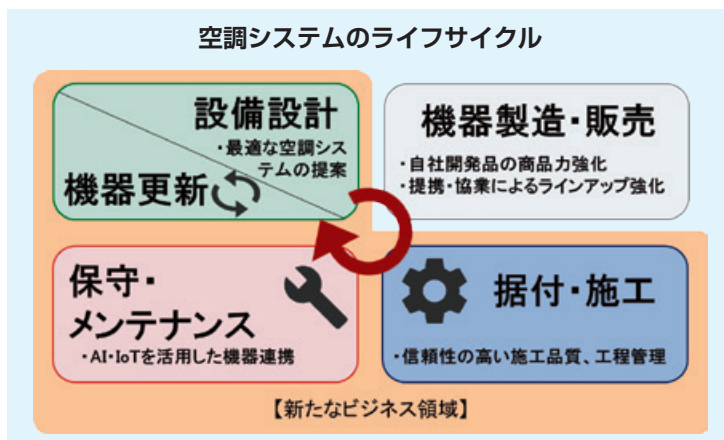 空調システムのライフサイクル
設備設計
・最適な空調シス
テムの提案
機器更新
機器製造・販売
・自社開発品の商品力強化
・提携・協業によるラインアップ強化
保守・
メンテナンス
・AI・IoTを活用した機器連携
据付・施工
・信頼性の高い施工品質、工程管理
【新たなビジネス領域】